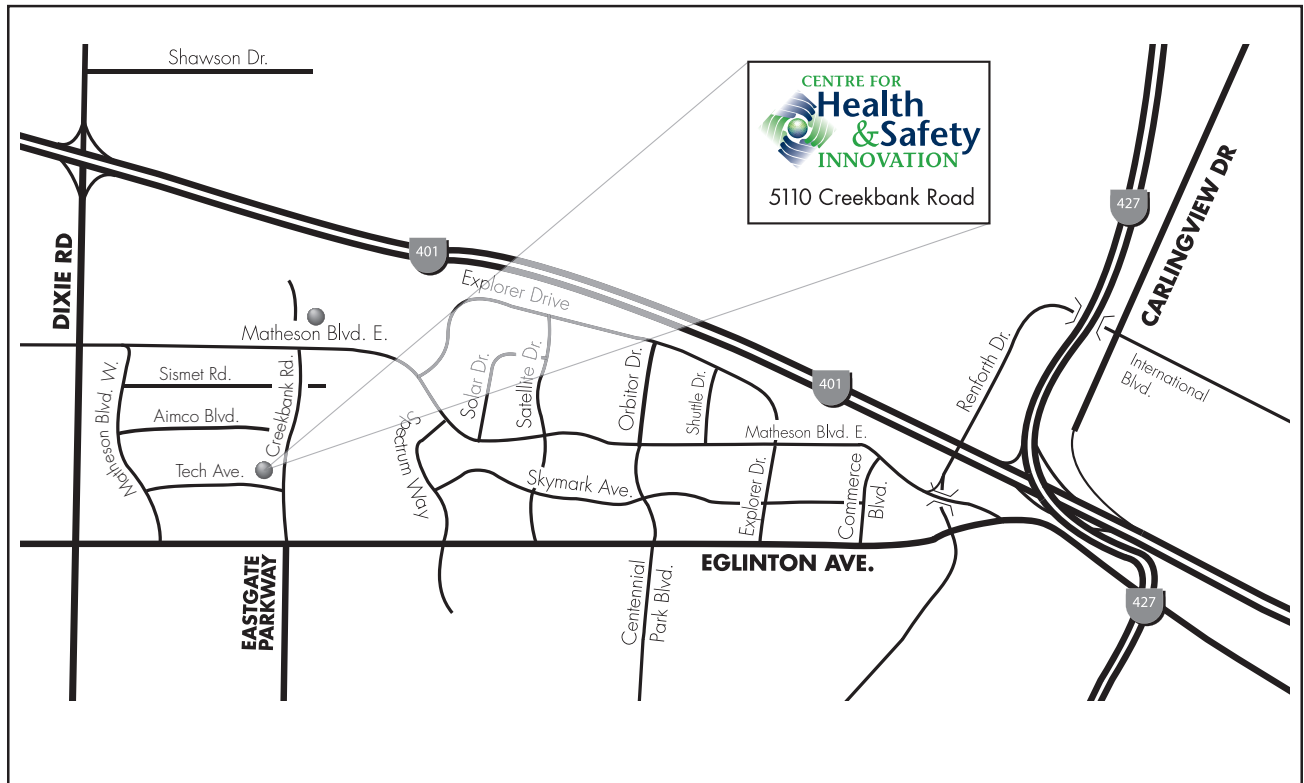 Shawson Dr.
CENTRE FOR
Health
&Safety
INNOVATION
5110 Creekbank Road
427
CARLINGVIEW DR
DIXIE RD
401
Explorer Drive
Matheson Blvd. E.
International
Blvd.
Renforth Dr.
Matheson Blvd. W.
Sismet Rd.
Creekbank Rd.
Solar Dr.
Satellite Dr.
Orbitor Dr.
Shuttle Dr.
401
Aimco Blvd.
Spectrum WAy
Matheson Blvd. E.
Tech Ave.
Skymark Ave.
Explorer Dr.
Commerce
Blvd.
EGLINTON AVE.
EASTGATE
PARKWAY
Centennial
Park Blvd.
427